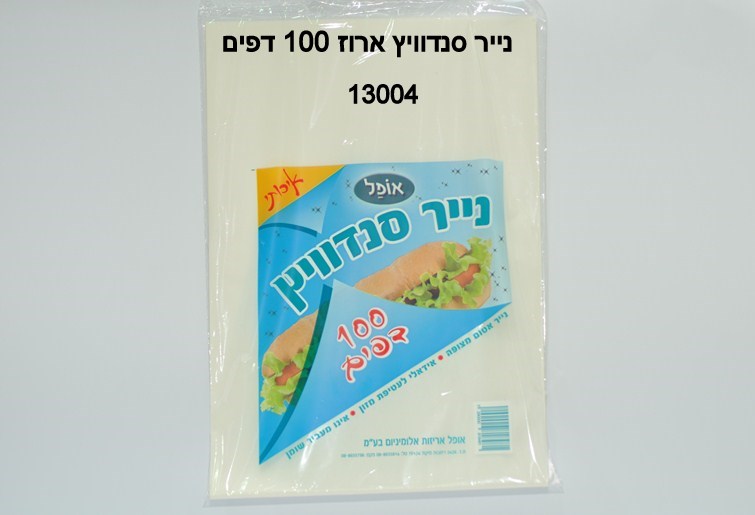 נייר סנדוויץ ארוז 100 דפים
13004
איכותי
אופל
נייר סנדוויץ
100
דפים
נייר אטום מצופה • אידאלי לעטיפת מזון • אינו מעביר שומן
אופל אריזות אלומיניום בע"מ